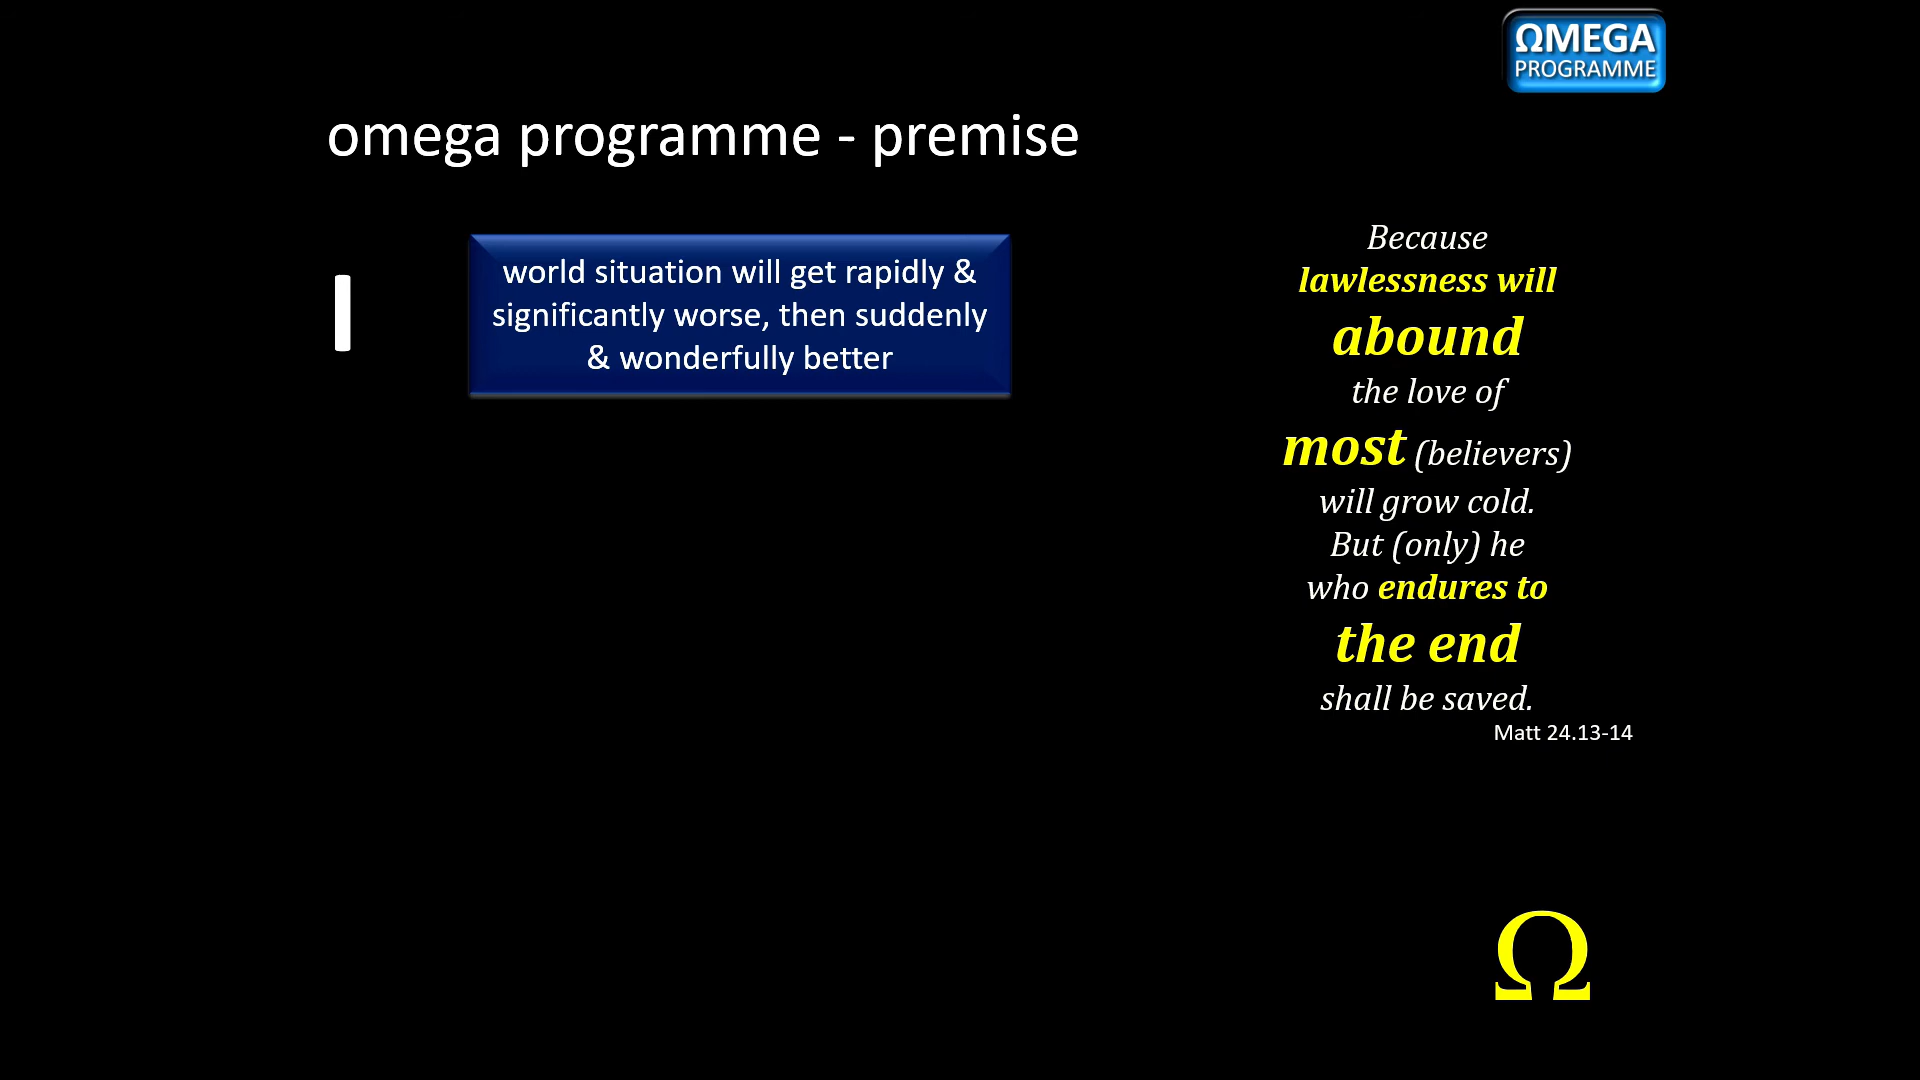 ΩMEGA
PROGRAMME
omega programme - premise
I
world situation will get rapidly &
significantly worse, then suddenly
& wonderfully better
Because
lawlessness will
abound
the love of
most (believers)
will grow cold.
But (only) he
who endures to
the end
shall be saved.
Matt 24.13-14
Ω